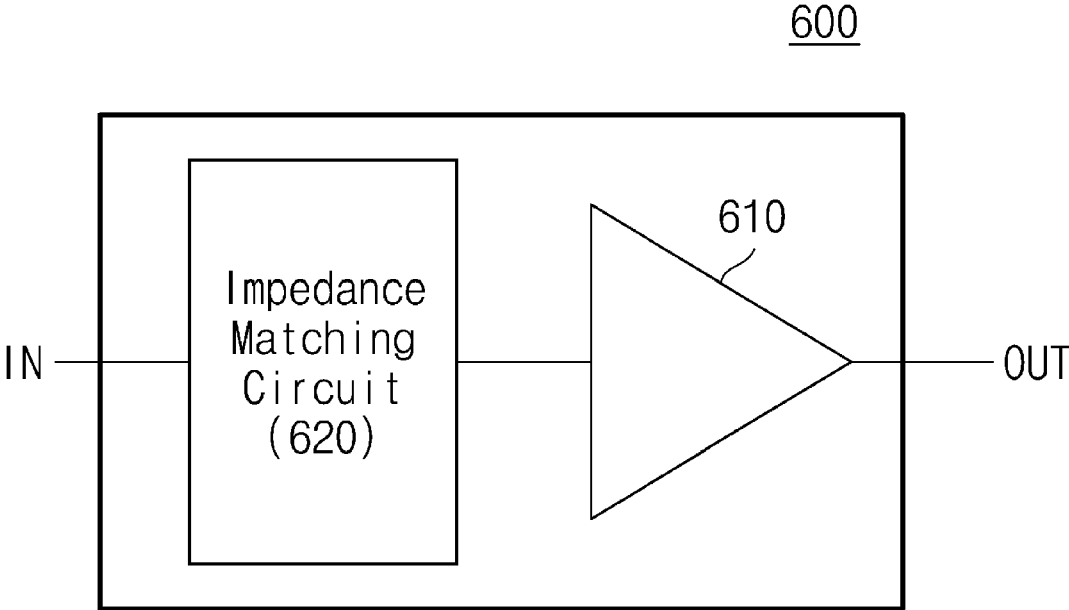 600
610
Impedance
Matching
Circuit
(620)
IN
OUT